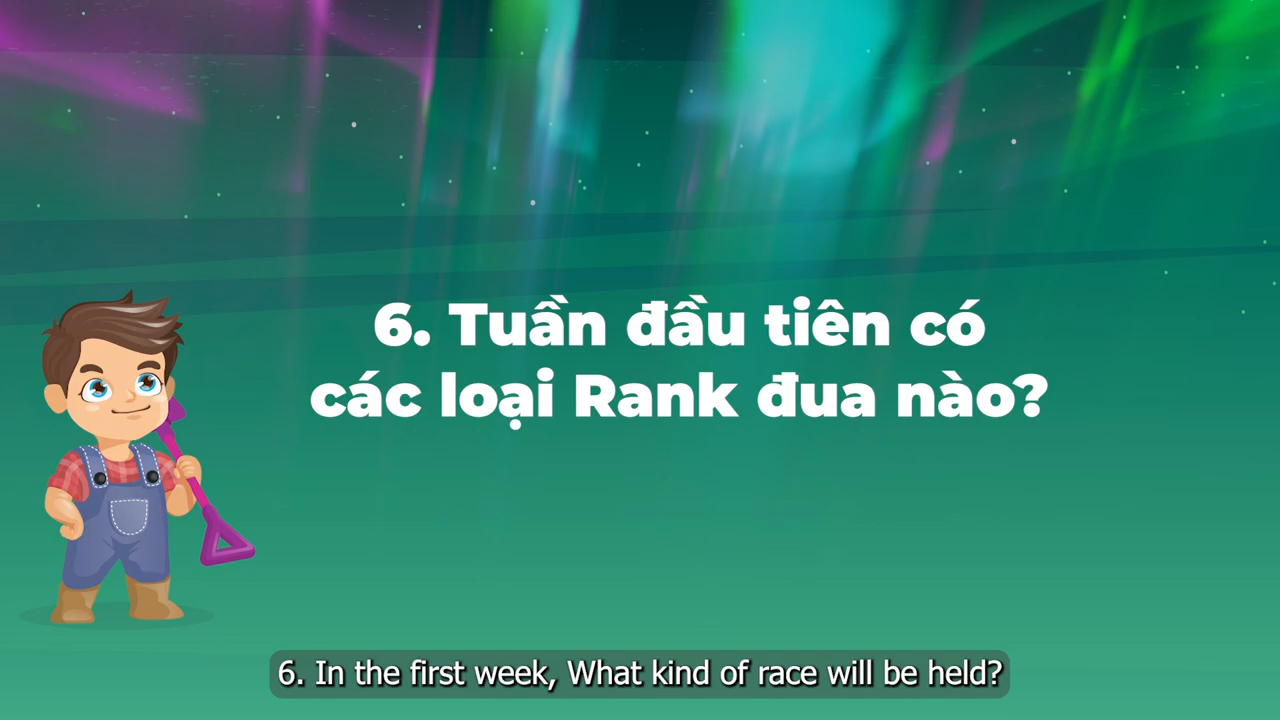 6. Tuần đầu tiên có
các loại Rank đua nào?
6. In the first week, What kind of race will be held?